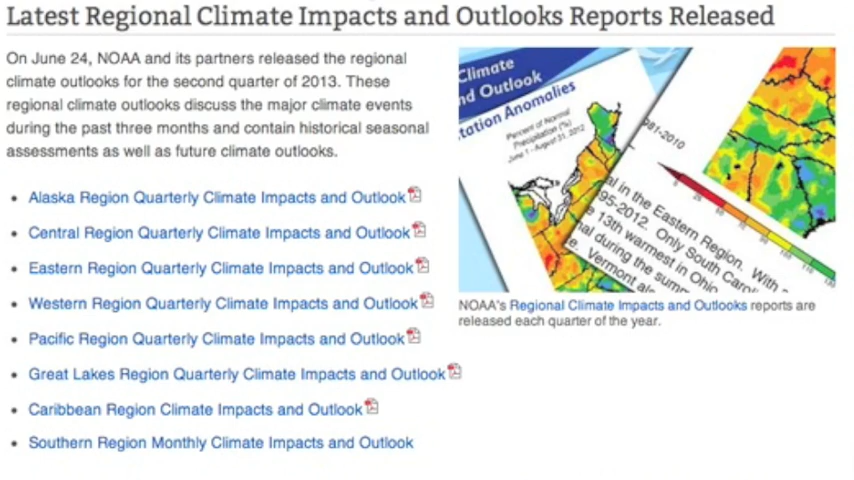 Latest Regional Climate Impacts and Outlooks Reports Released
On June 24, NOAA and its partners released the regional
climate outlooks for the second quarter of 2013. These
regional climate outlooks discuss the major climate events
during the past three months and contain historical seasonal
assessments as well as future climate outlooks.
• Alaska Region Quarterly Climate Impacts and Outlook
• Central Region Quarterly Climate Impacts and Outlook
• Eastern Region Quarterly Climate Impacts and Outlook
• Western Region Quarterly Climate Impacts and Outlook
• Pacific Region Quarterly Climate Impacts and Outlook
• Great Lakes Region Quarterly Climate Impacts and Outlook
• Caribbean Region Climate Impacts and Outlook
• Southern Region Monthly Climate Impacts and Outlook
Climate
nd Outlook
tation Anomalies
Percent of Normal
Precipitation (%)
June 1 - August 31, 2012
981-2010
al in the Eastern Region. With
95-2012. Only South Carol
e 13th warmest in Ohio
nal during the summ
e. Vermont al
NOAA's Regional Climate Impacts and Outlooks reports are
released each quarter of the year.